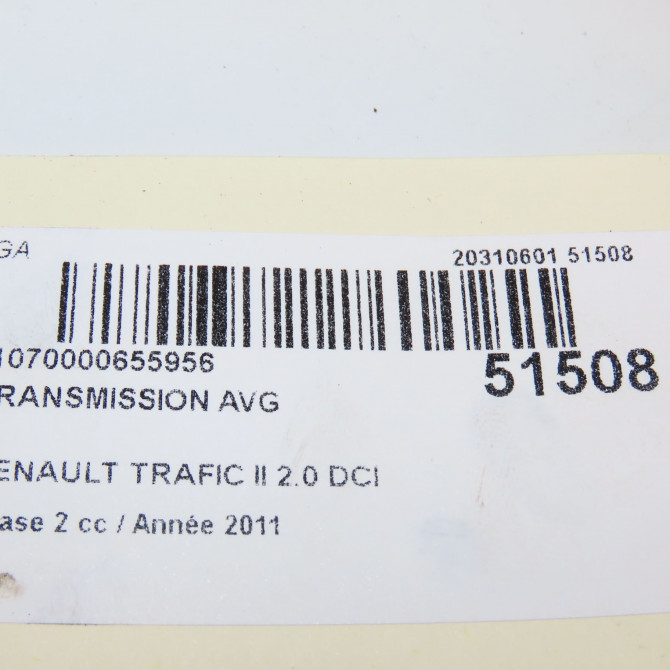 GA 20310601 51508
1070000655956 51508
RANSMISSION AVG
ENAULT TRAFIC II 2.0 DCI
ase 2 cc / Année 2011